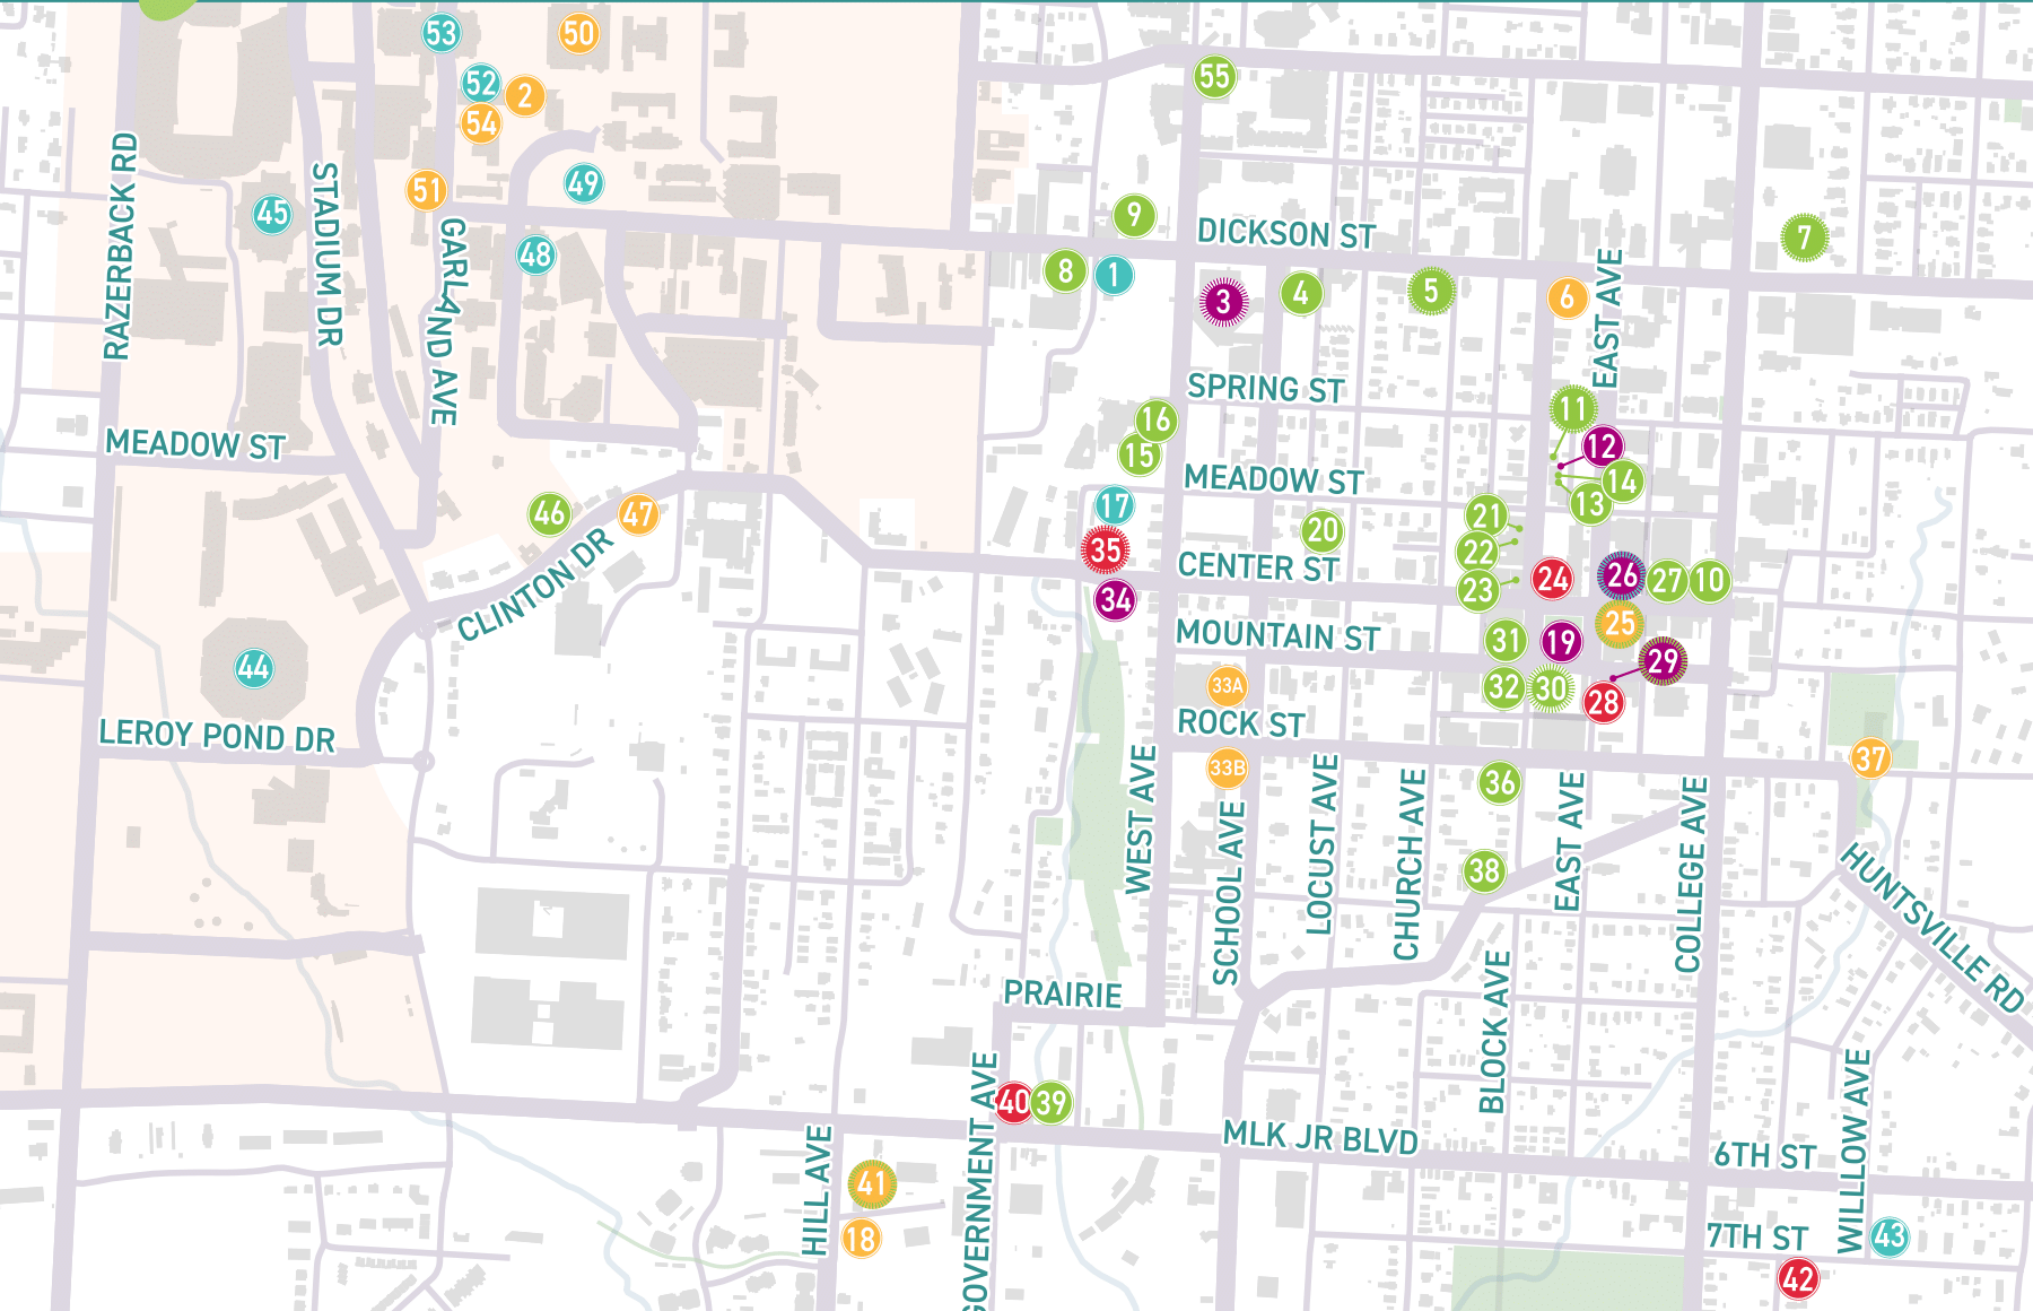 53
50
52
2
54
55
RAZERBACK RD
STADIUM DR
51
49
45
GARLAND AVE
48
9
DICKSON ST
7
8
1
3
4
5
6
EAST AVE
SPRING ST
11
16
15
12
MEADOW ST
MEADOW ST
14
13
17
46
47
21
20
22
35
CENTER ST
23
24
26
27
10
34
CLINTON DR
25
MOUNTAIN ST
31
19
29
44
33A
32
30
28
ROCK ST
LEROY POND DR
33B
37
36
WEST AVE
SCHOOL AVE
LOCUST AVE
CHURCH AVE
EAST AVE
COLLEGE AVE
38
HUNTSVILLE RD
PRAIRIE
BLOCK AVE
40
39
GOVERNMENT AVE
MLK JR BLVD
6TH ST
WILLLOW AVE
HILL AVE
41
18
7TH ST
43
42